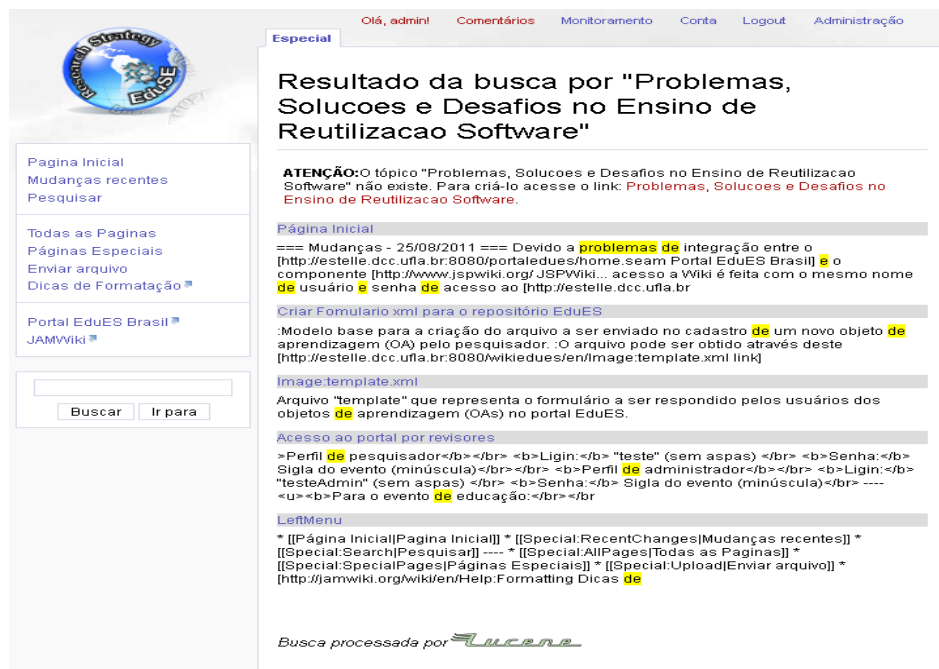 Olá, admin! Comentários Monitoramento Conta Logout Administração
Especial
Research Strategy
EduSE
Pagina Inicial
Mudanças recentes
Pesquisar
Todas as Paginas
Páginas Especiais
Enviar arquivo
Dicas de Formatação
Portal EduES Brasil
JAMWiki
Buscar Ir para
Resultado da busca por "Problemas,
Solucoes e Desafios no Ensino de
Reutilizacao Software"
ATENÇÃO:O tópico "Problemas, Solucoes e Desafios no Ensino de Reutilizacao
Software" não existe. Para criá-lo acesse o link: Problemas, Solucoes e Desafios no
Ensino de Reutilizacao Software.
Página Inicial
=== Mudanças - 25/08/2011 === Devido a problemas de integração entre o
[http://estelle.dcc.ufla.br:8080/portaledues/home.seam Portal EduES Brasil] e o
componente [http://www.jspwiki.org/ JSPWiki... acesso a Wiki é feita com o mesmo nome
de usuário e senha de acesso ao [http://estelle.dcc.ufla.br
Criar Fomulario xml para o repositório EduES
:Modelo base para a criação do arquivo a ser enviado no cadastro de um novo objeto de
aprendizagem (OA) pelo pesquisador. :O arquivo pode ser obtido através deste
[http://estelle.dcc.ufla.br:8080/wikiedues/en/Image:template.xml link]
Image:template.xml
Arquivo "template" que representa o formulário a ser respondido pelos usuários dos
objetos de aprendizagem (OAs) no portal EduES.
Acesso ao portal por revisores
>Perfil de pesquisador</b></br> <b>Ligin:</b> "teste" (sem aspas) </br> <b>Senha:</b>
Sigla do evento (minúscula)</br></br> <b>Perfil de administrador</b></br> <b>Ligin:</b>
"testeAdmin" (sem aspas) </br> <b>Senha:</b> Sigla do evento (minúscula)</br> ----
<u><b>Para o evento de educação:</br></br
LeftMenu
* [[Página Inicial|Pagina Inicial]] * [[Special:RecentChanges|Mudanças recentes]] *
[[Special:Search|Pesquisar]] ---- * [[Special:AllPages|Todas as Paginas]] *
[[Special:SpecialPages|Páginas Especiais]] * [[Special:Upload|Enviar arquivo]] *
[http://jamwiki.org/wiki/en/Help:Formatting Dicas de
Busca processada por Lucene